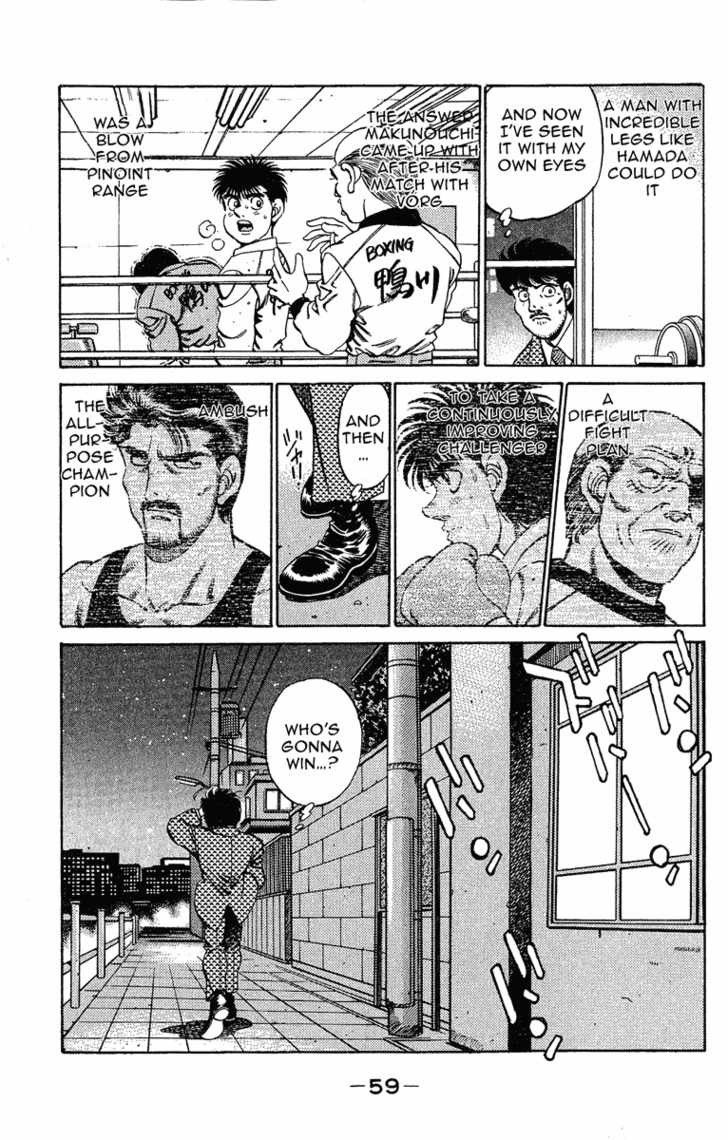 A MAN WITH
INCREDIBLE
LEGS LIKE
HAMADA
COULD DO
IT
AND NOW
I'VE SEEN
IT WITH MY
OWN EYES
THE ANSWER
MAKUNOUCHI
CAME UP WITH
AFTER HIS
MATCH WITH
VORG
WAS A
BLOW
FROM
PINOINT
RANGE
BOXING
鴨川
A
DIFFICULT
FIGHT
PLAN
TO TAKE A
CONTINUOUSLY
IMPROVING
CHALLENGER
AND
THEN
...
AMBUSH
THE
ALL-
PUR-
POSE
CHAM-
PION
WHO'S
GONNA
WIN...?
-59-